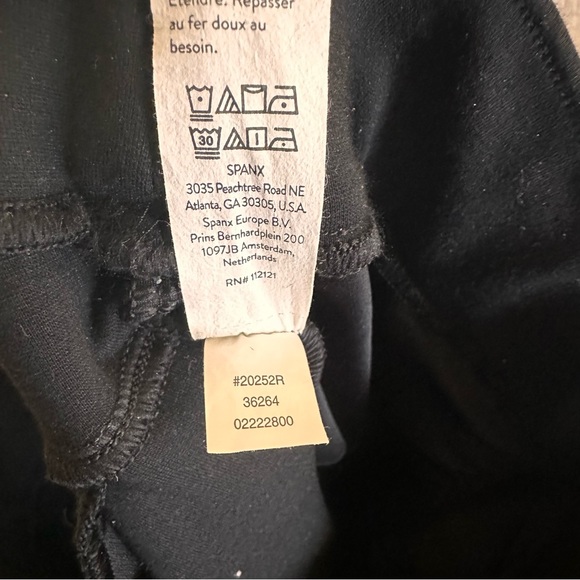 Étendre. Repasser
au fer doux au
besoin.
30
SPANX
3035 Peachtree Road NE
Atlanta, GA 30305, U.S.A.
Spanx Europe B.V.
Prins Bernhardplein 200
1097JB Amsterdam,
Netherlands
RN# 112121
#20252R
36264
02222800